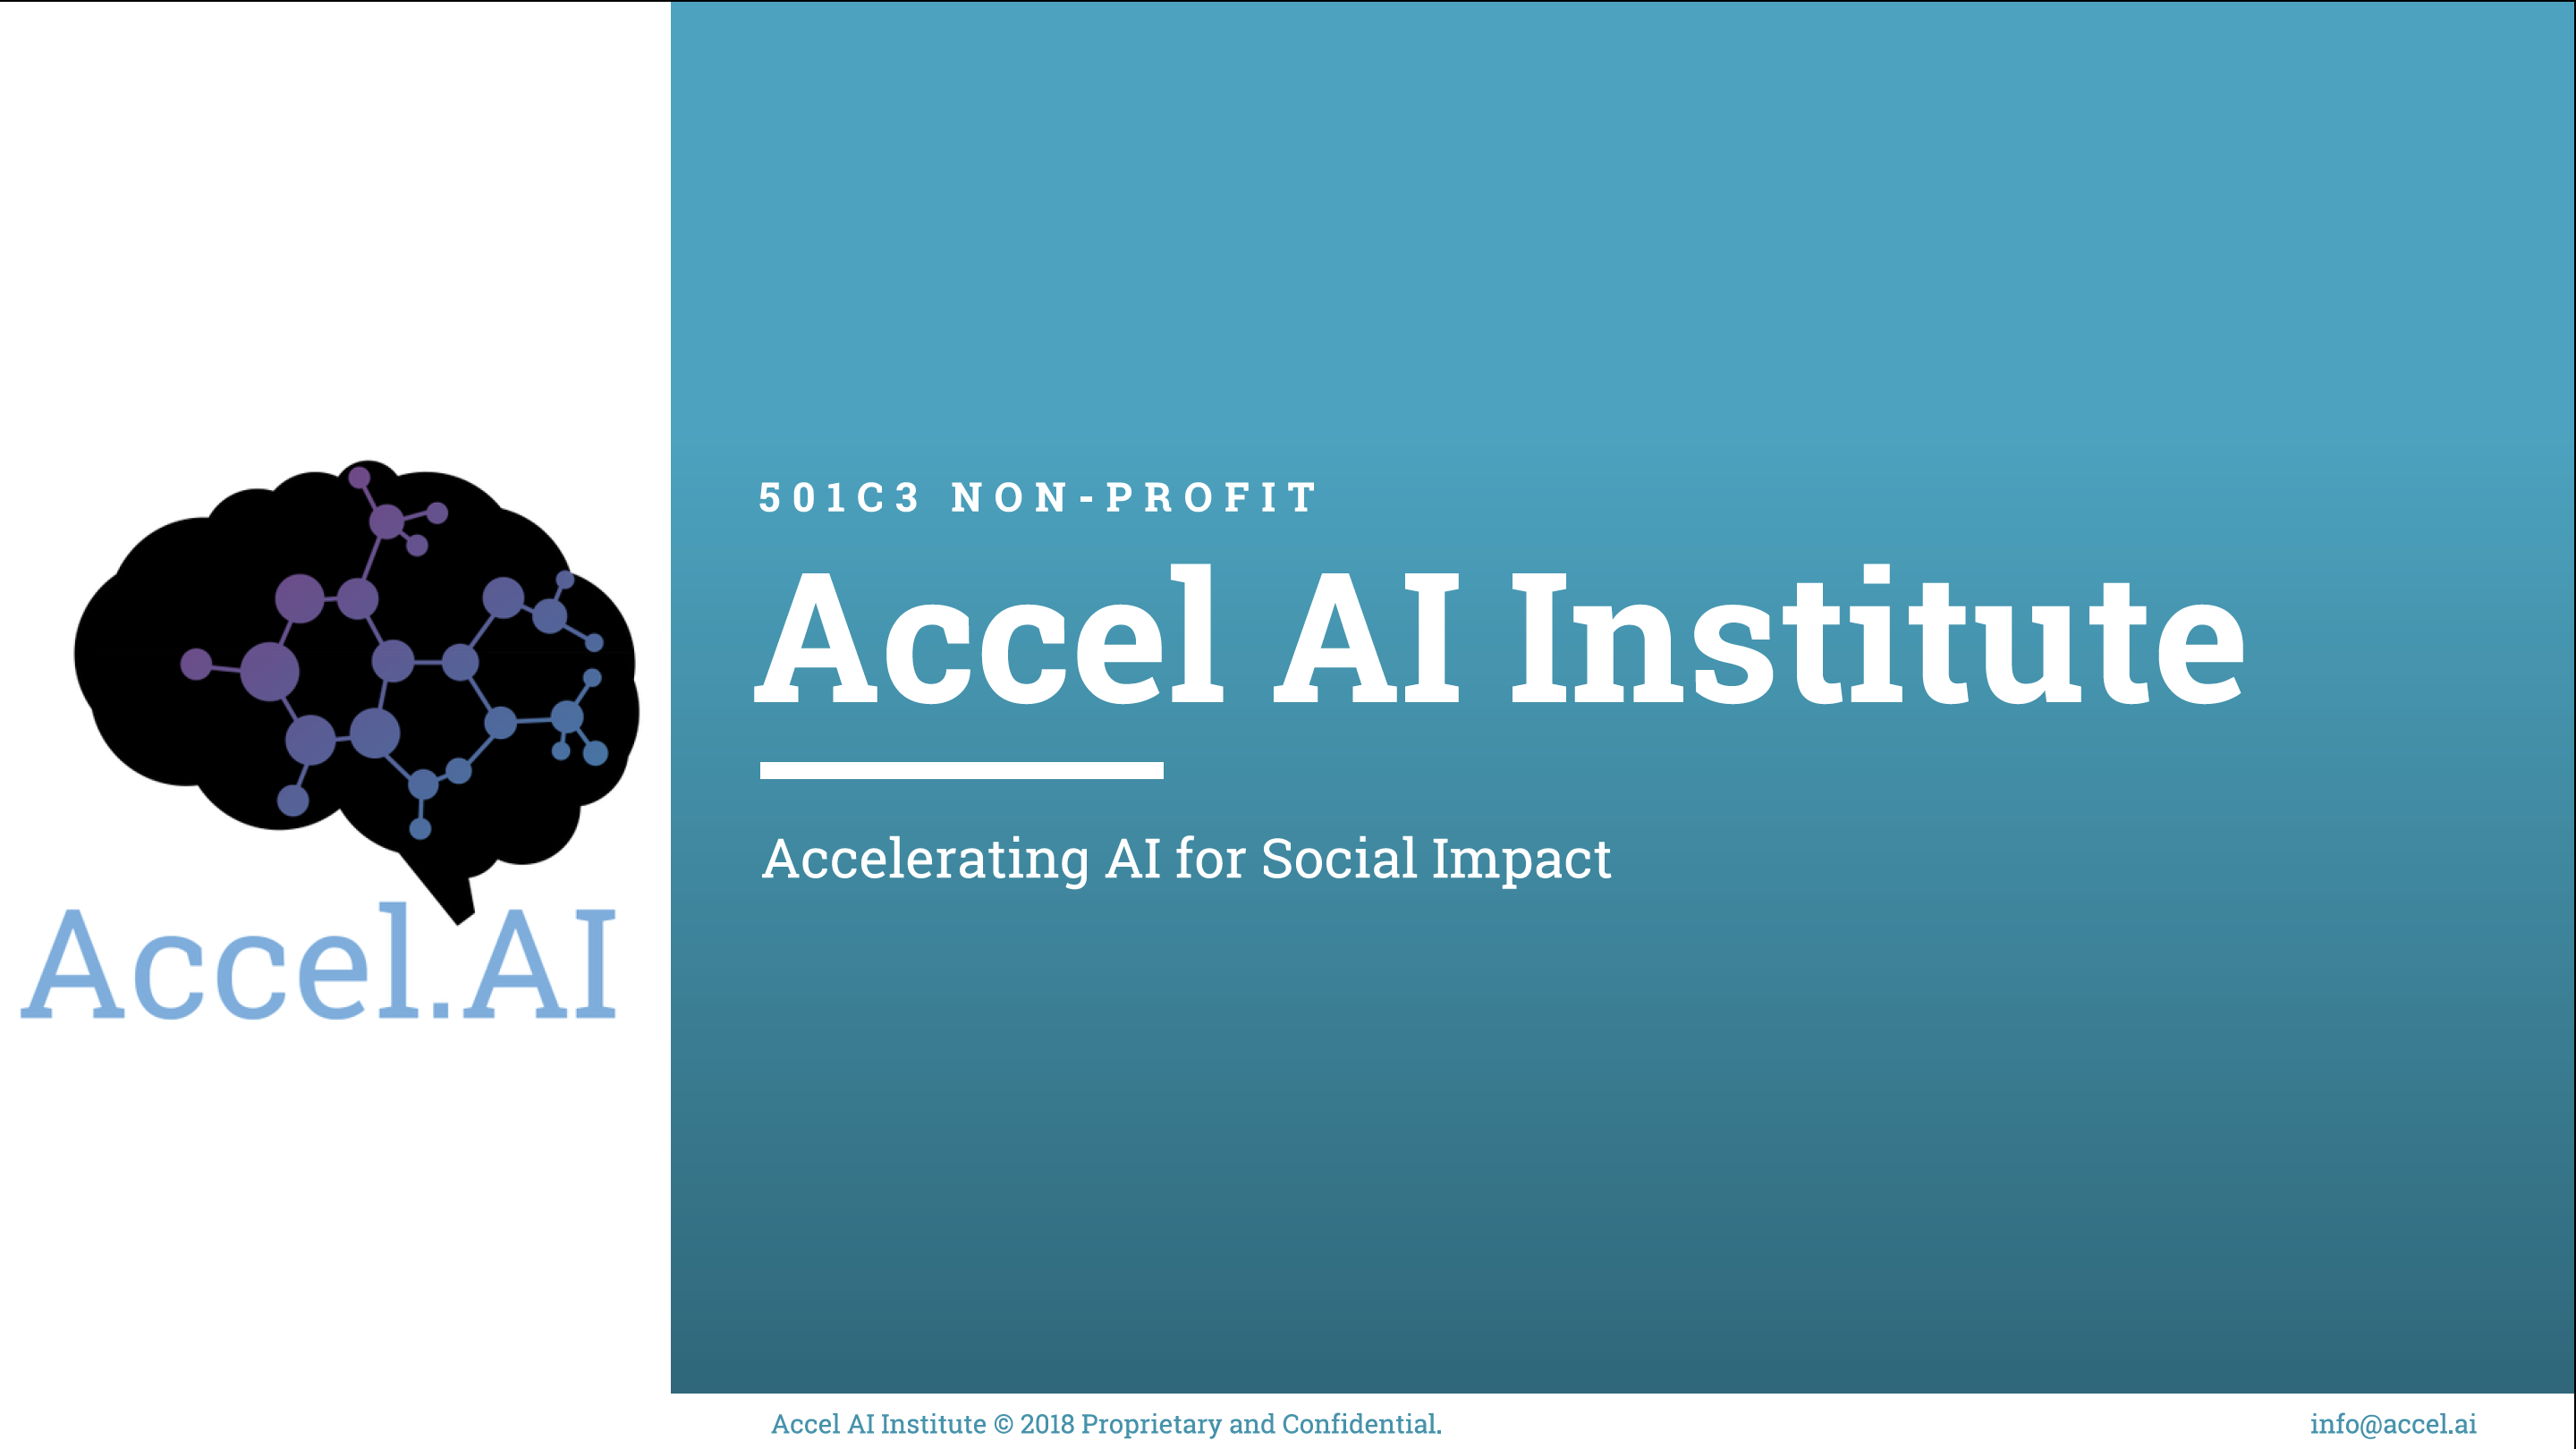 Accel.AI
501C3 NON-PROFIT
Accel AI Institute
Accelerating AI for Social Impact
Accel AI Institute © 2018 Proprietary and Confidential.
info@accel.ai